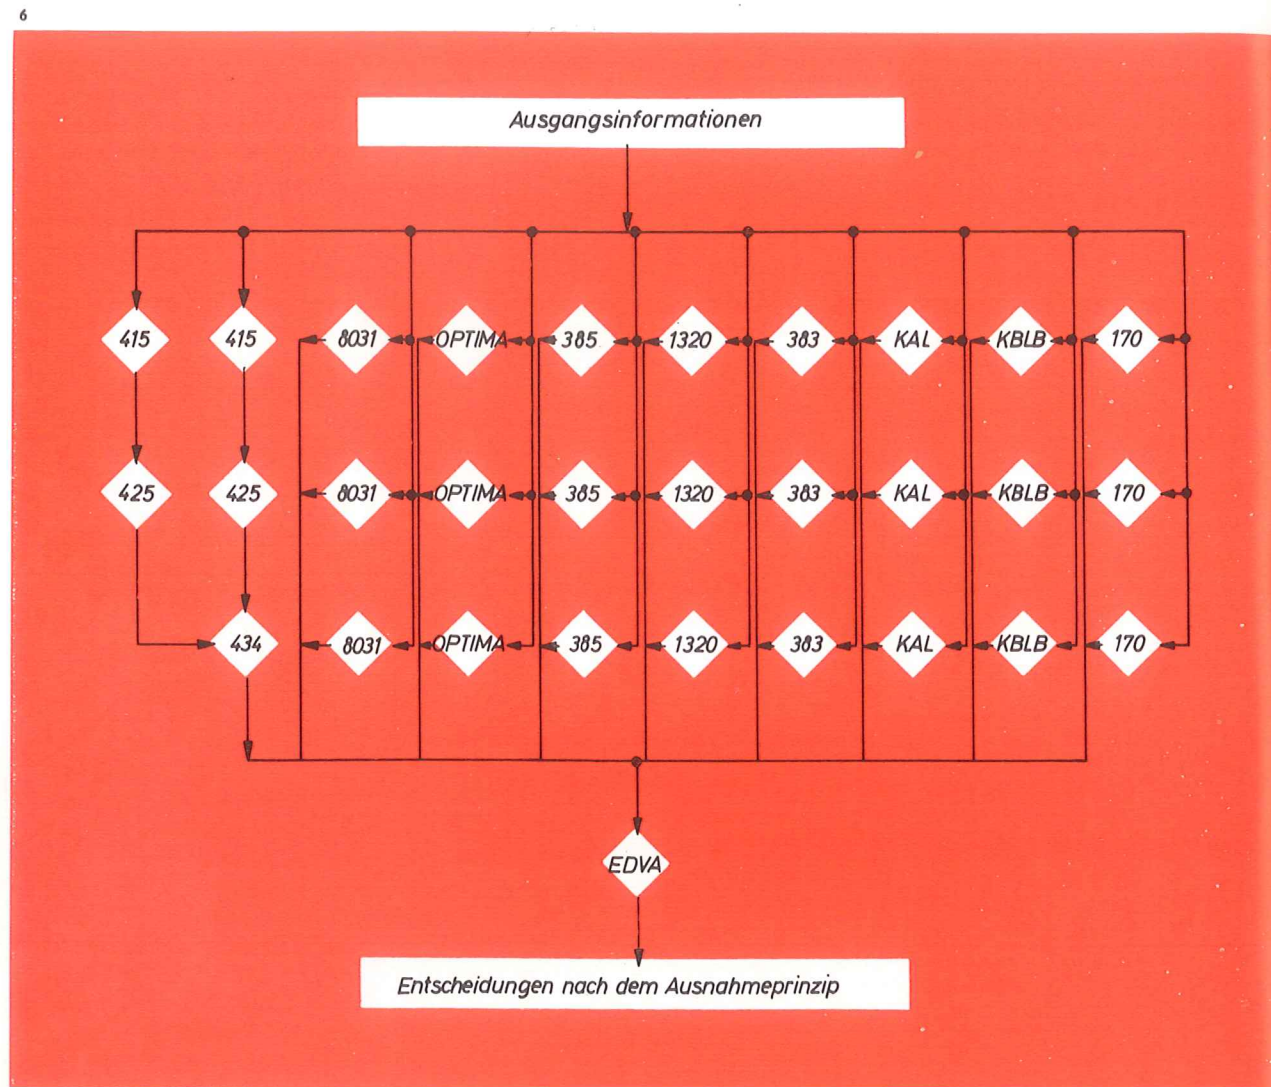 6
Ausgangsinformationen
415 415 8031 OPTIMA 385 1320 383 KAL KBLB 170
425 425 8031 OPTIMA 385 1320 383 KAL KBLB 170
434 8031 OPTIMA 385 1320 383 KAL KBLB 170
EDVA
Entscheidungen nach dem Ausnahmeprinzip